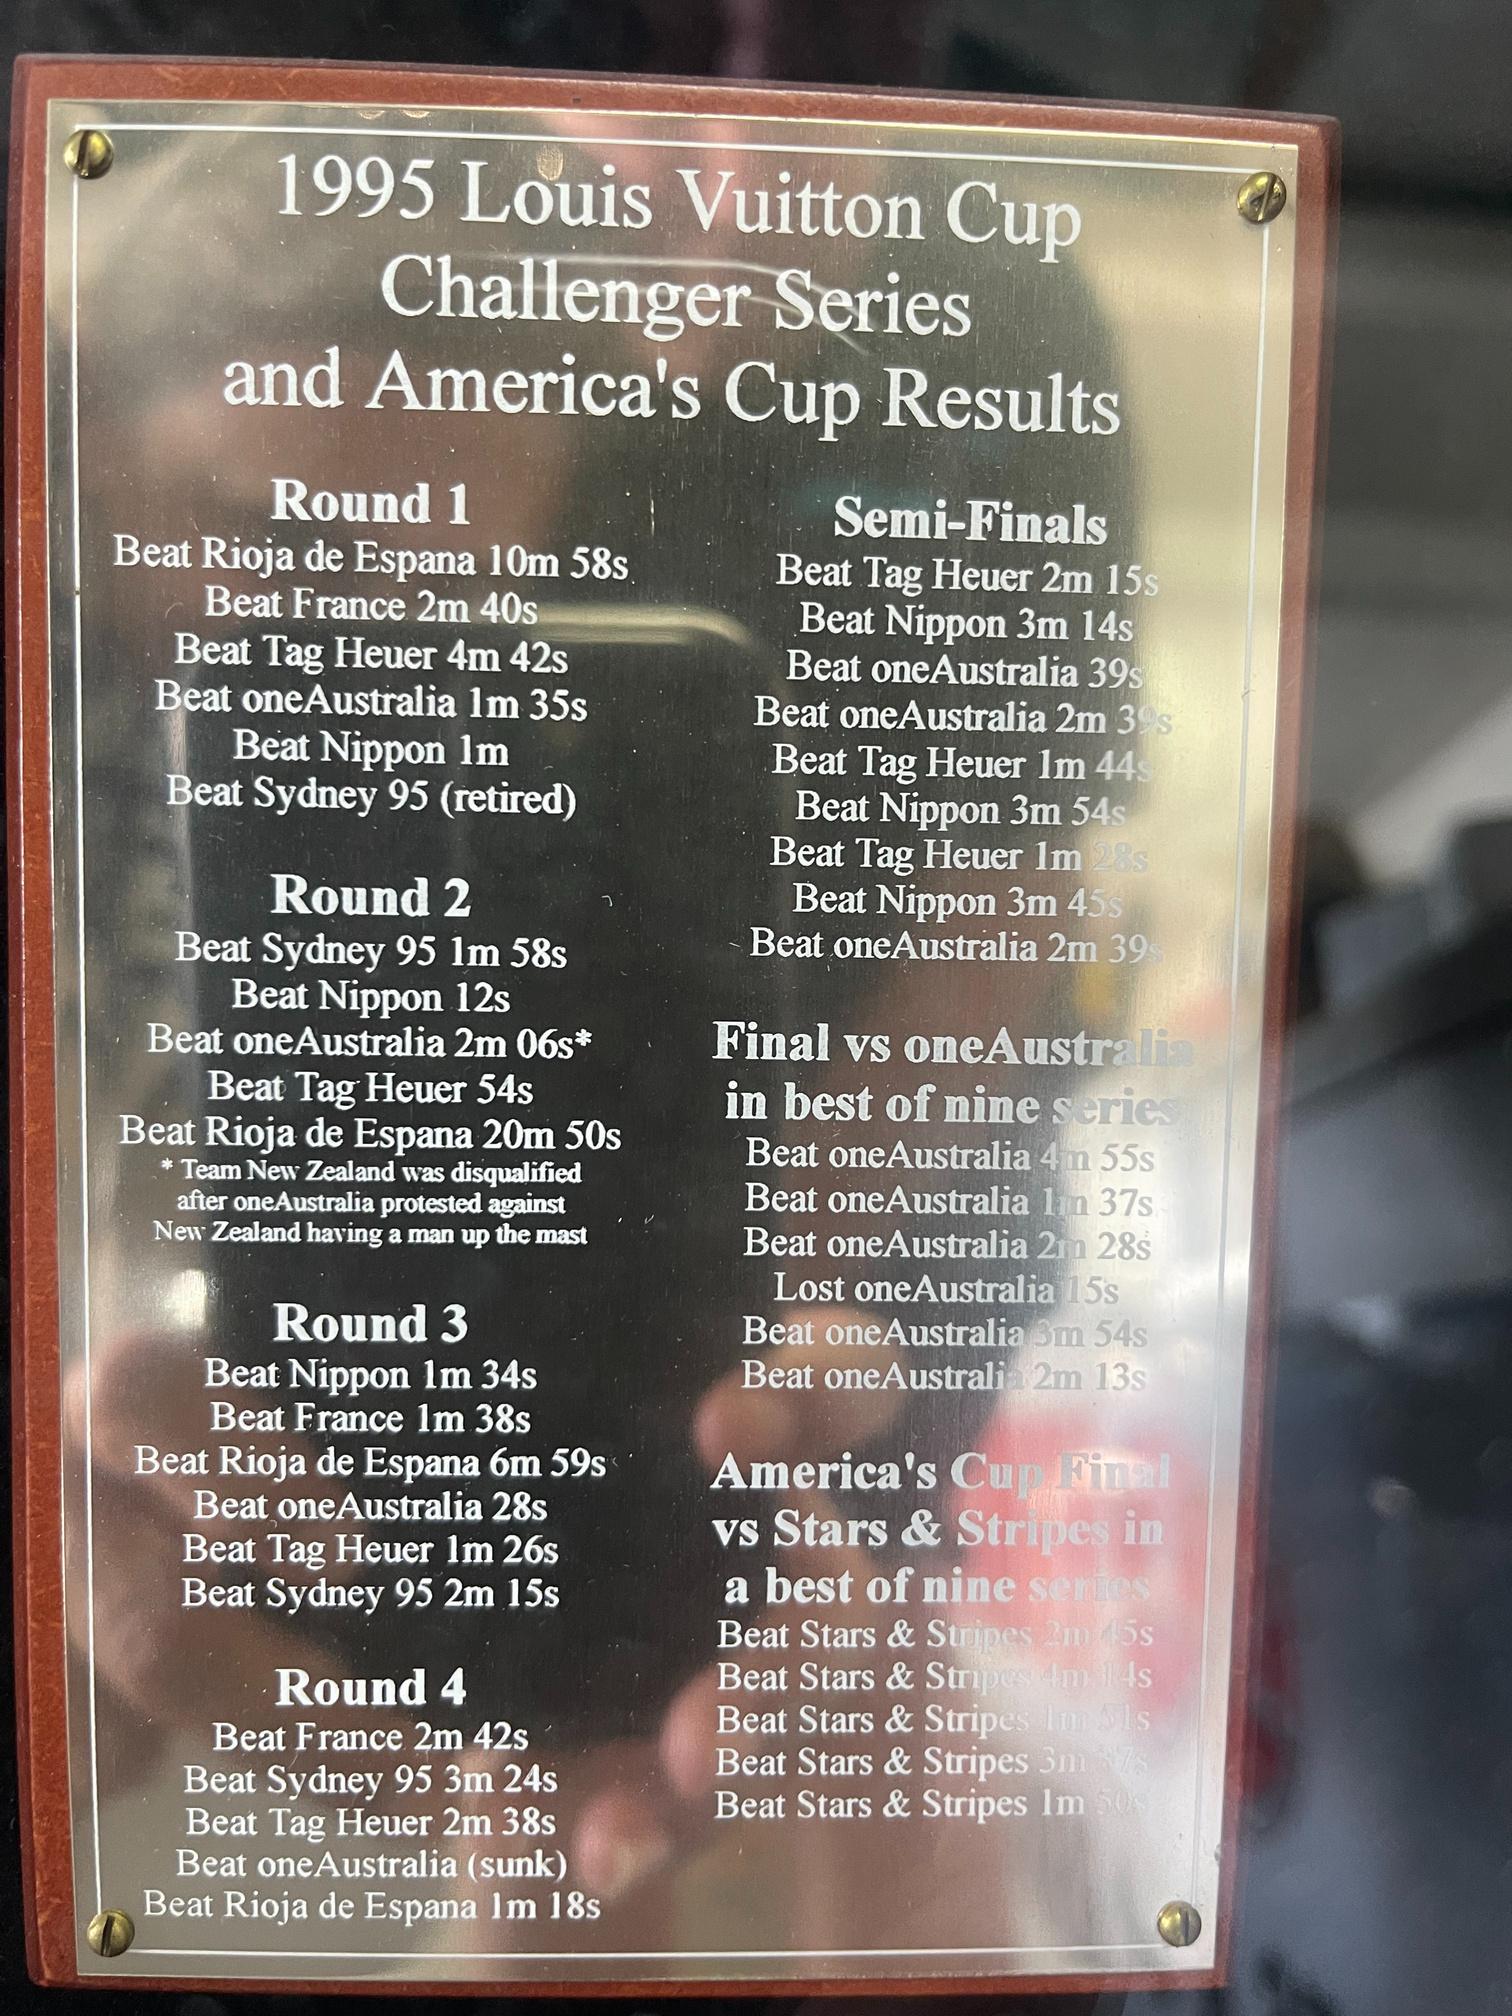 1995 Louis Vuitton Cup
Challenger Series
and America's Cup Results
Round 1
Beat Rioja de Espana 10m 58s
Beat France 2m 40s
Beat Tag Heuer 4m 42s
Beat oneAustralia 1m 35s
Beat Nippon 1m
Beat Sydney 95 (retired)
Round 2
Beat Sydney 95 1m 58s
Beat Nippon 12s
Beat oneAustralia 2m 06s*
Beat Tag Heuer 54s
Beat Rioja de Espana 20m 50s
* Team New Zealand was disqualified
after oneAustralia protested against
New Zealand having a man up the mast
Round 3
Beat Nippon 1m 34s
Beat France 1m 38s
Beat Rioja de Espana 6m 59s
Beat oneAustralia 28s
Beat Tag Heuer 1m 26s
Beat Sydney 95 2m 15s
Round 4
Beat France 2m 42s
Beat Sydney 95 3m 24s
Beat Tag Heuer 2m 38s
Beat oneAustralia (sunk)
Beat Rioja de Espana 1m 18s
Semi-Finals
Beat Tag Heuer 2m 15s
Beat Nippon 3m 14s
Beat oneAustralia 39s
Beat oneAustralia 2m 39s
Beat Tag Heuer 1m 44s
Beat Nippon 3m 54s
Beat Tag Heuer 1m 28s
Beat Nippon 3m 45s
Beat oneAustralia 2m 39s
Final vs oneAustralia
in best of nine series
Beat oneAustralia 4m 55s
Beat oneAustralia 1m 37s
Beat oneAustralia 2m 28s
Lost oneAustralia 15s
Beat oneAustralia 3m 54s
Beat oneAustralia 2m 13s
America's Cup Final
vs Stars & Stripes in
a best of nine series
Beat Stars & Stripes 2m 45s
Beat Stars & Stripes 4m 14s
Beat Stars & Stripes 1m 51s
Beat Stars & Stripes 3m 37s
Beat Stars & Stripes 1m 50s